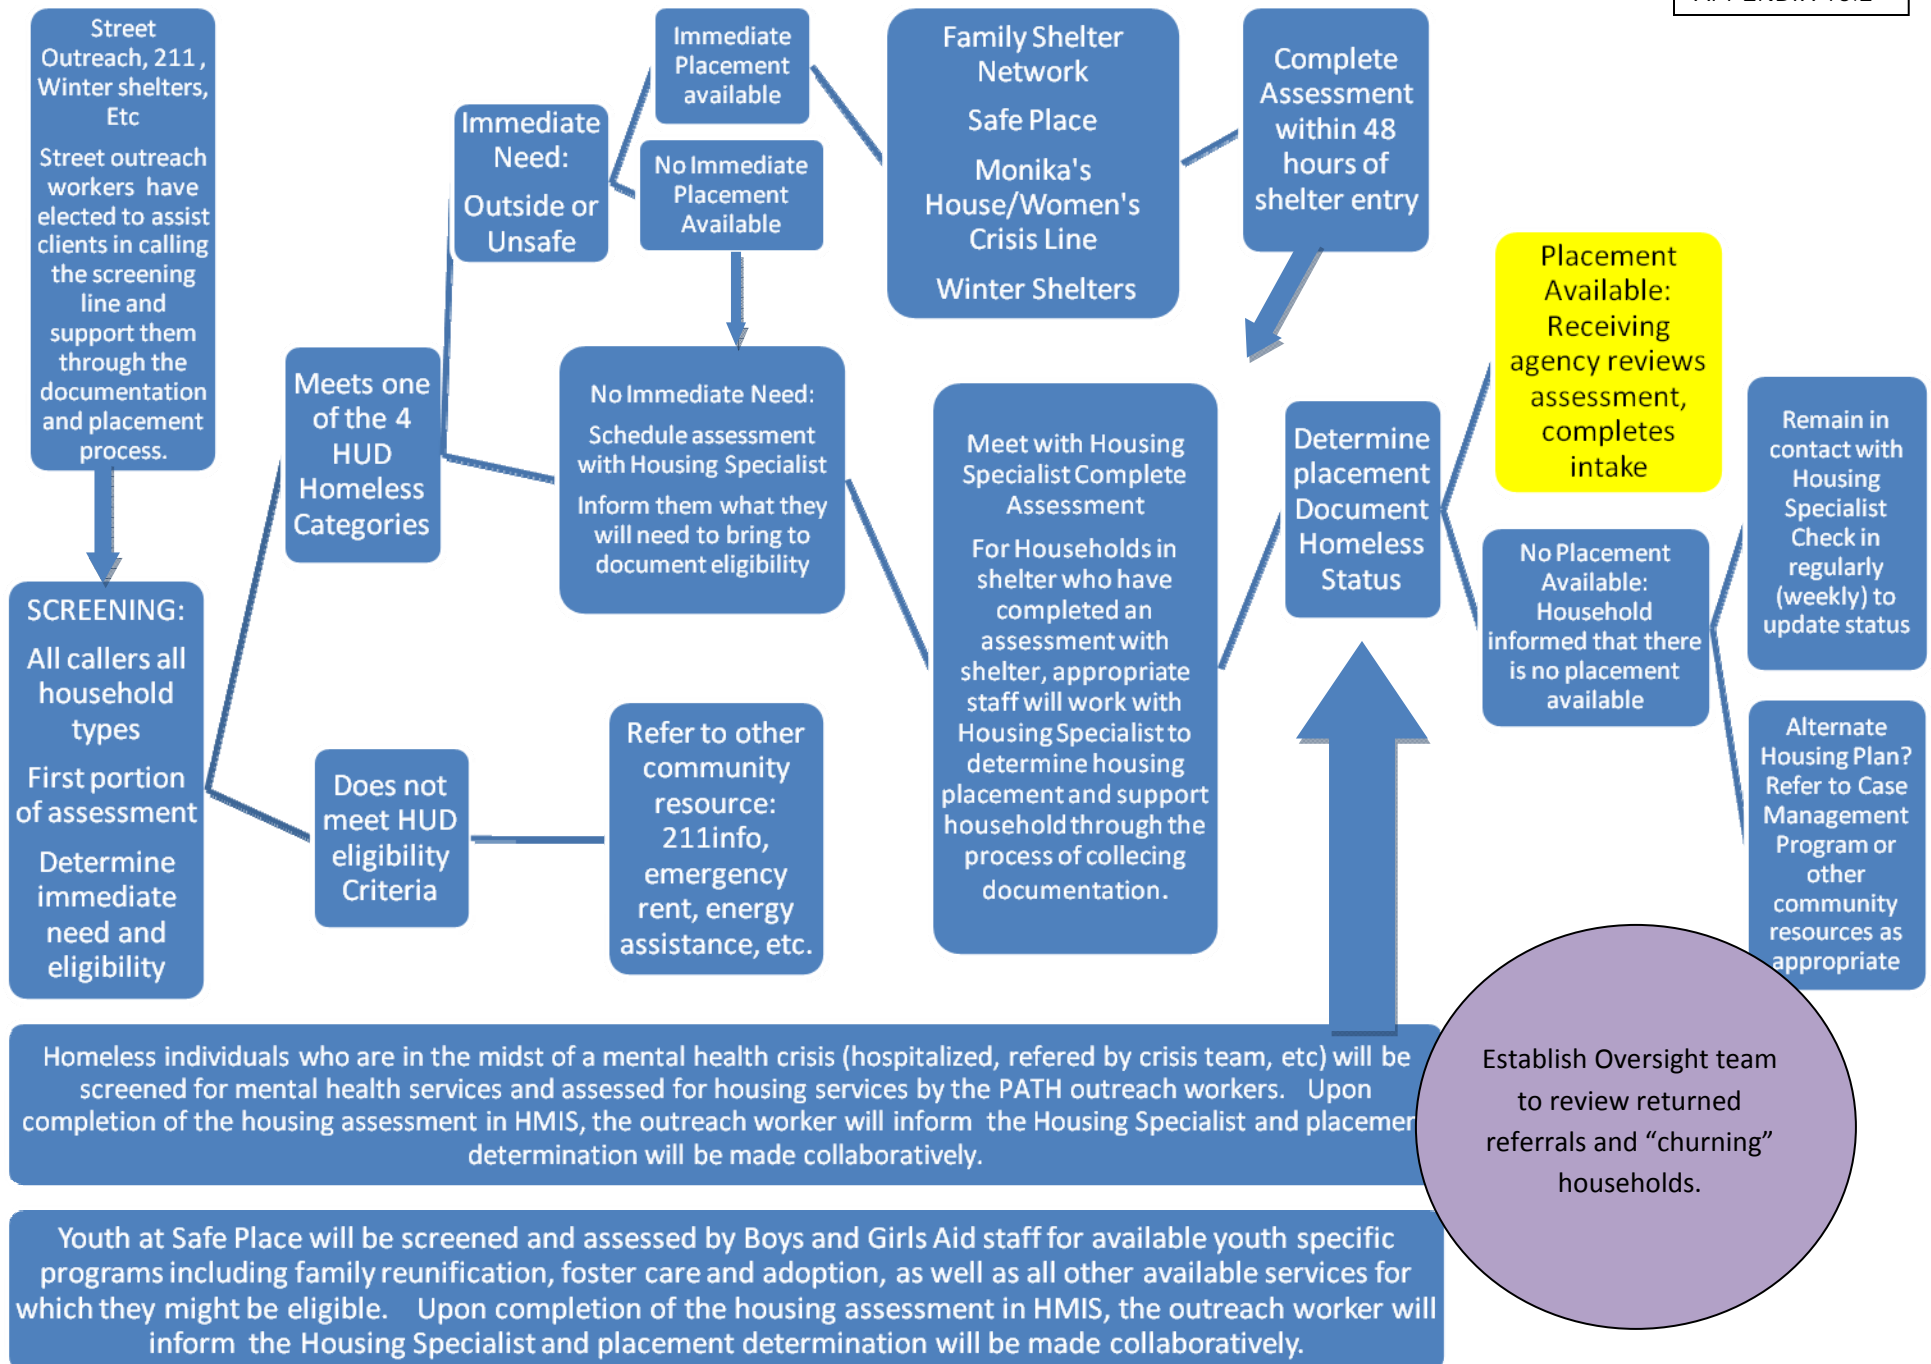 Street
Outreach, 211 ,
Winter shelters,
Etc
Street outreach
workers have
elected to assist
clients in calling
the screening
line and
support them
through the
documentation
and placement
process.
SCREENING:
All callers all
household
types
First portion
of assessment
Determine
immediate
need and
eligibility
Meets one
of the 4
HUD
Homeless
Categories
Does not
meet HUD
eligibility
Criteria
Immediate
Need:
Outside or
Unsafe
Immediate
Placement
available
No Immediate
Placement
Available
No Immediate Need:
Schedule assessment
with Housing Specialist
Inform them what they
will need to bring to
document eligibility
Refer to other
community
resource:
211info,
emergency
rent, energy
assistance, etc.
Family Shelter
Network
Safe Place
Monika's
House/Women's
Crisis Line
Winter Shelters
Complete
Assessment
within 48
hours of
shelter entry
Meet with Housing
Specialist Complete
Assessment
For Households in
shelter who have
completed an
assessment with
shelter, appropriate
staff will work with
Housing Specialist to
determine housing
placement and support
household through the
process of collecing
documentation.
Determine
placement
Document
Homeless
Status
Placement
Available:
Receiving
agency reviews
assessment,
completes
intake
No Placement
Available:
Household
informed that there
is no placement
available
Remain in
contact with
Housing
Specialist
Check in
regularly
(weekly) to
update status
Alternate
Housing Plan?
Refer to Case
Management
Program or
other
community
resources as
appropriate
Homeless individuals who are in the midst of a mental health crisis (hospitalized, refered by crisis team, etc) will be
screened for mental health services and assessed for housing services by the PATH outreach workers. Upon
completion of the housing assessment in HMIS, the outreach worker will inform the Housing Specialist and placemen
determination will be made collaboratively.
Establish Oversight team
to review returned
referrals and “churning”
households.
Youth at Safe Place will be screened and assessed by Boys and Girls Aid staff for available youth specific
programs including family reunification, foster care and adoption, as well as all other available services for
which they might be eligible. Upon completion of the housing assessment in HMIS, the outreach worker will
inform the Housing Specialist and placement determination will be made collaboratively.